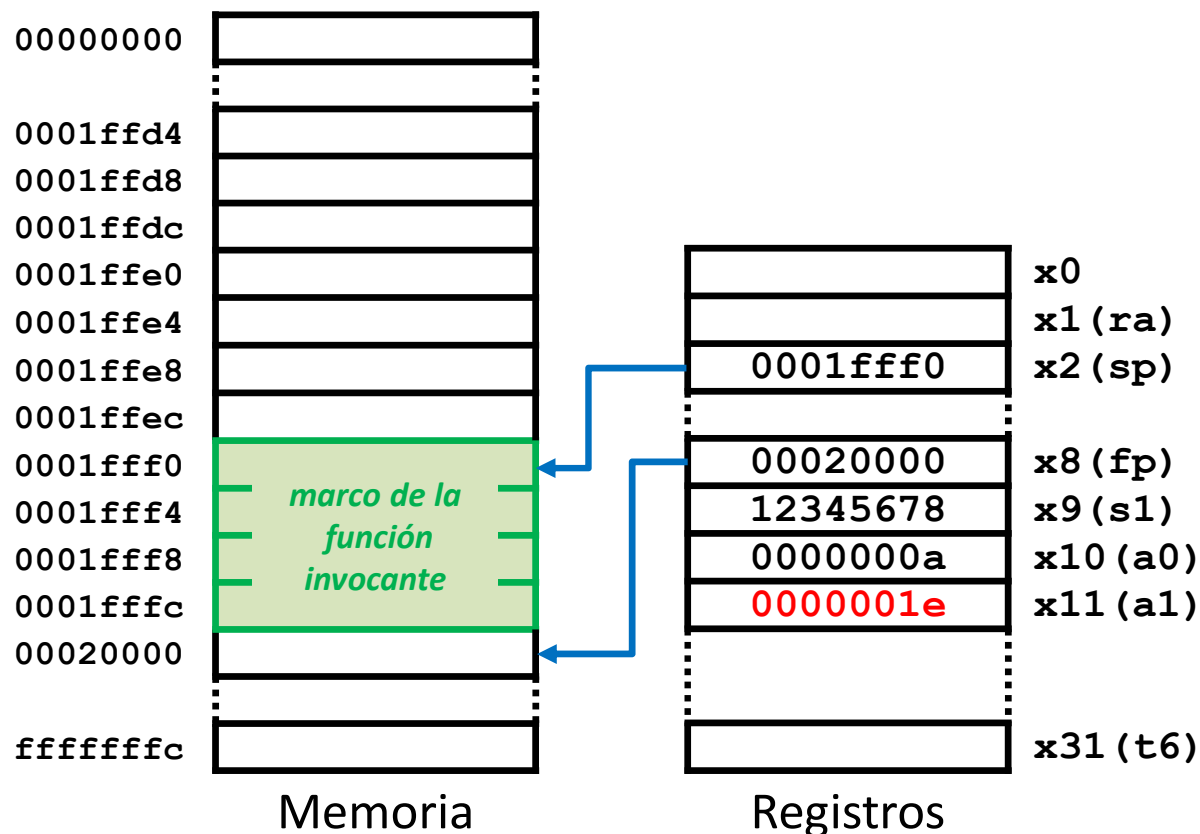 00000000
0001ffd4
0001ffd8
0001ffdc
0001ffe0
x0
0001ffe4
x1(ra)
0001ffe8
0001fff0
x2(sp)
0001ffec
0001fff0
00020000
x8(fp)
marco de la
función
invocante
0001fff4
12345678
x9(s1)
0001fff8
0000000a
x10(a0)
0001fffc
0000001e
x11(a1)
00020000
fffffffc
x31(t6)
Memoria
Registros